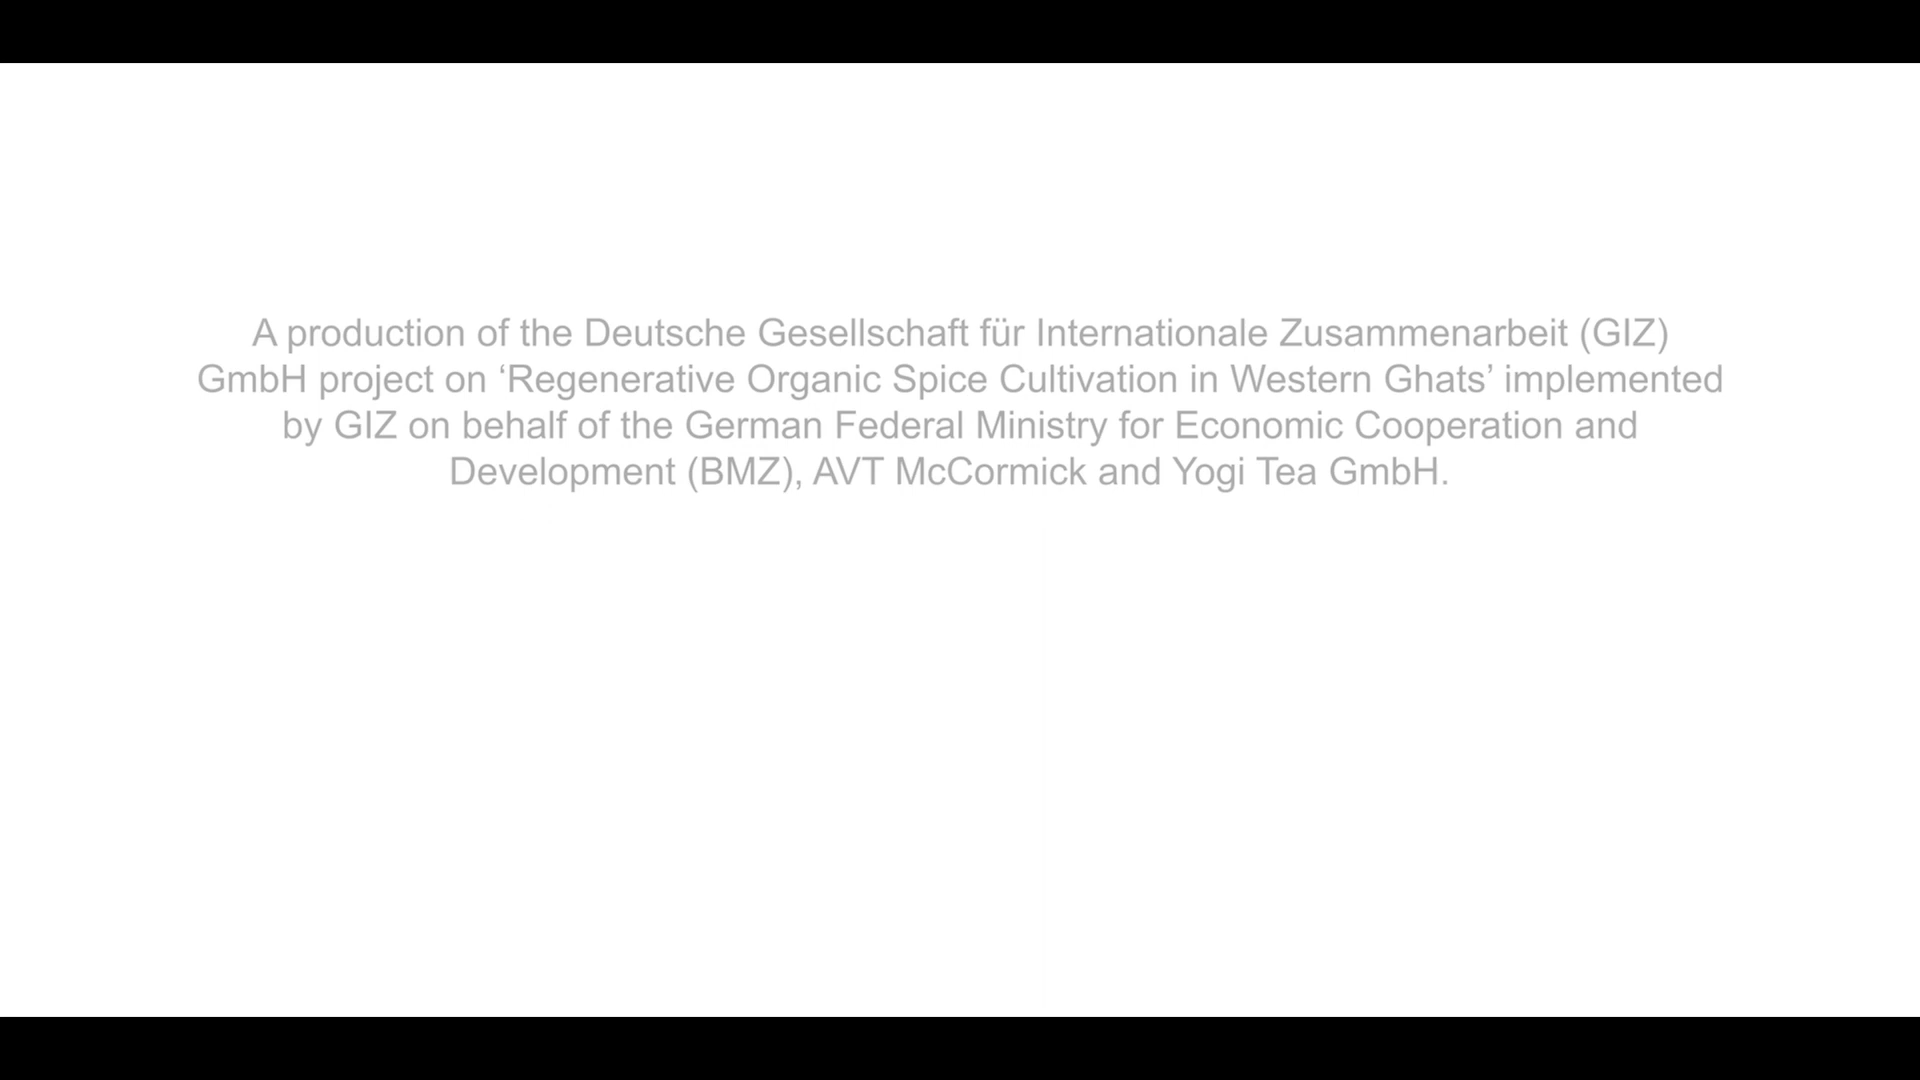 A production of the Deutsche Gesellschaft für Internationale Zusammenarbeit (GIZ)
GmbH project on ‘Regenerative Organic Spice Cultivation in Western Ghats’ implemented
by GIZ on behalf of the German Federal Ministry for Economic Cooperation and
Development (BMZ), AVT McCormick and Yogi Tea GmbH.